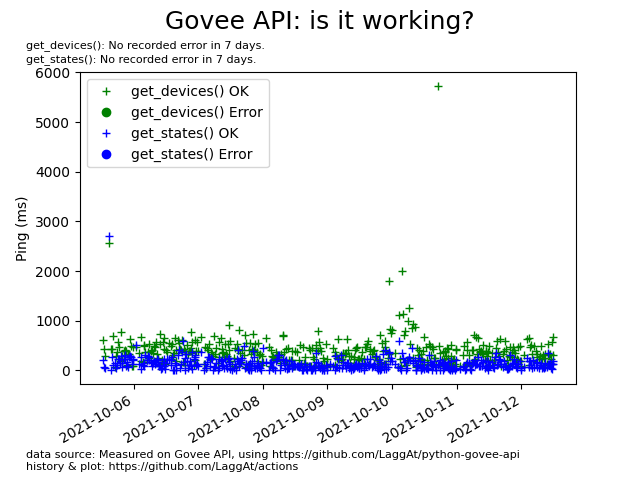 Govee API: is it working?
get_devices(): No recorded error in 7 days.
get_states(): No recorded error in 7 days.
get_devices() OK
get_devices() Error
get_states() OK
get_states() Error
Ping (ms)
6000
5000
4000
3000
2000
1000
0
2021-10-06
2021-10-07
2021-10-08
2021-10-09
2021-10-10
2021-10-11
2021-10-12
data source: Measured on Govee API, using https://github.com/LaggAt/python-govee-api
history & plot: https://github.com/LaggAt/actions